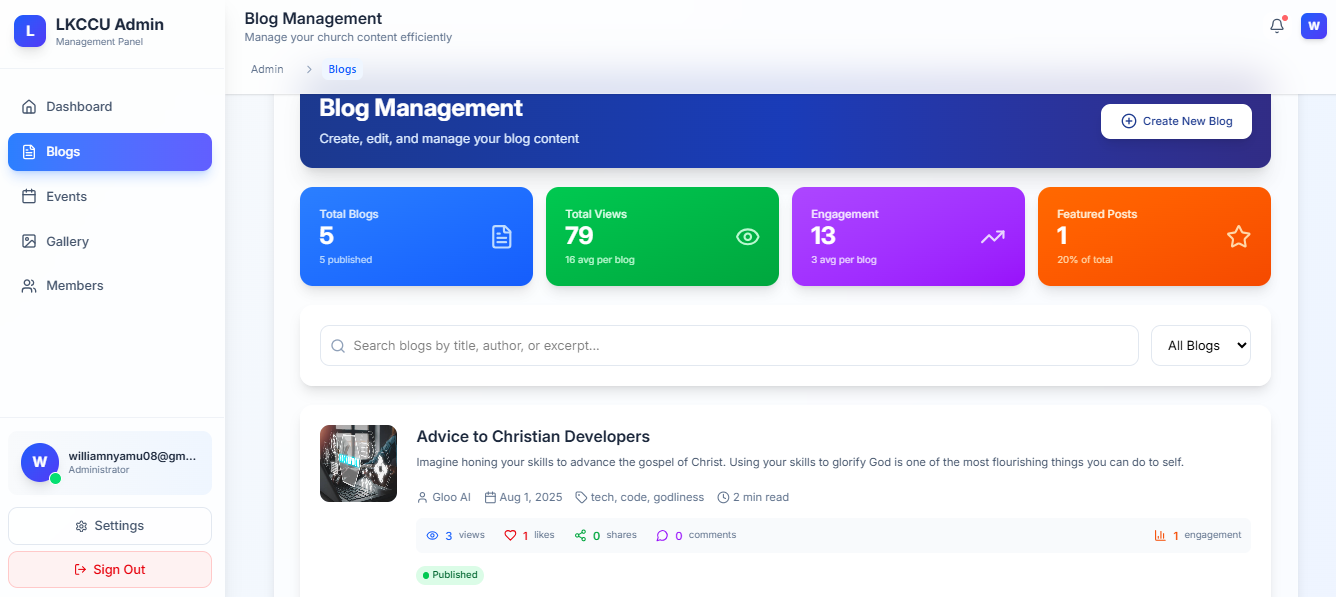 L
LKCCU Admin
Management Panel
Dashboard
Blogs
Events
Gallery
Members
W
williamnyamu08@gm...
Administrator
Settings
Sign Out
Blog Management
Manage your church content efficiently
W
Admin > Blogs
Blog Management
Create, edit, and manage your blog content
Create New Blog
Total Blogs
5
5 published
Total Views
79
16 avg per blog
Engagement
13
3 avg per blog
Featured Posts
1
20% of total
Search blogs by title, author, or excerpt...
All Blogs
Advice to Christian Developers
Imagine honing your skills to advance the gospel of Christ. Using your skills to glorify God is one of the most flourishing things you can do to self.
Gloo AI Aug 1, 2025 tech, code, godliness 2 min read
3 views 1 likes 0 shares 0 comments 1 engagement
Published